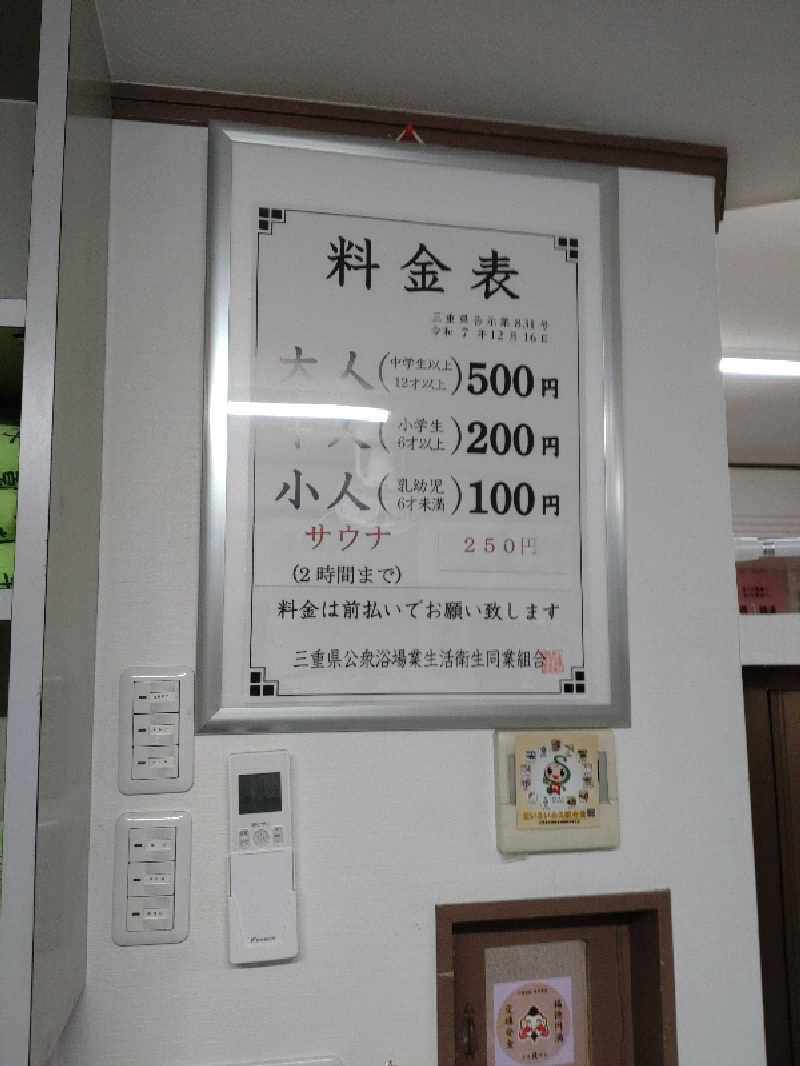 料金表
三重県告示第831号
令和 7 年12月16日
大人(中学生以上 12才以上)500円
中人(小学生 6才以上)200円
小人(乳幼児 6才未満)100円
サウナ 250円
(2時間まで)
料金は前払いでお願い致します
三重県公衆浴場業生活衛生同業組合